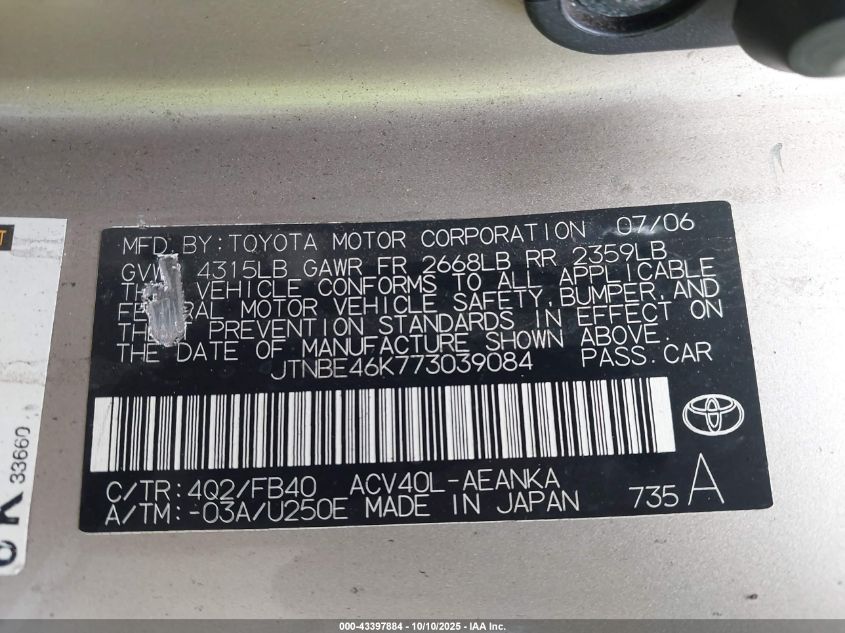 MFD. BY: TOYOTA MOTOR CORPORATION 07/06
GVW 4315LB GAWR FR 2668LB RR 2359LB
VEHICLE CONFORMS TO ALL APPLICABLE
MOTOR VEHICLE SAFETY, BUMPER, AND
PREVENTION STANDARDS IN EFFECT ON
THE DATE OF MANUFACTURE SHOWN ABOVE.
JTNBE46K773039084 PASS. CAR
C/TR: 4Q2/FB40 ACV40L-AEANKA
A/TM: -03A/U250E MADE IN JAPAN 735 A
33660
000-43397884 / 10/10/2025 - IAA Inc.